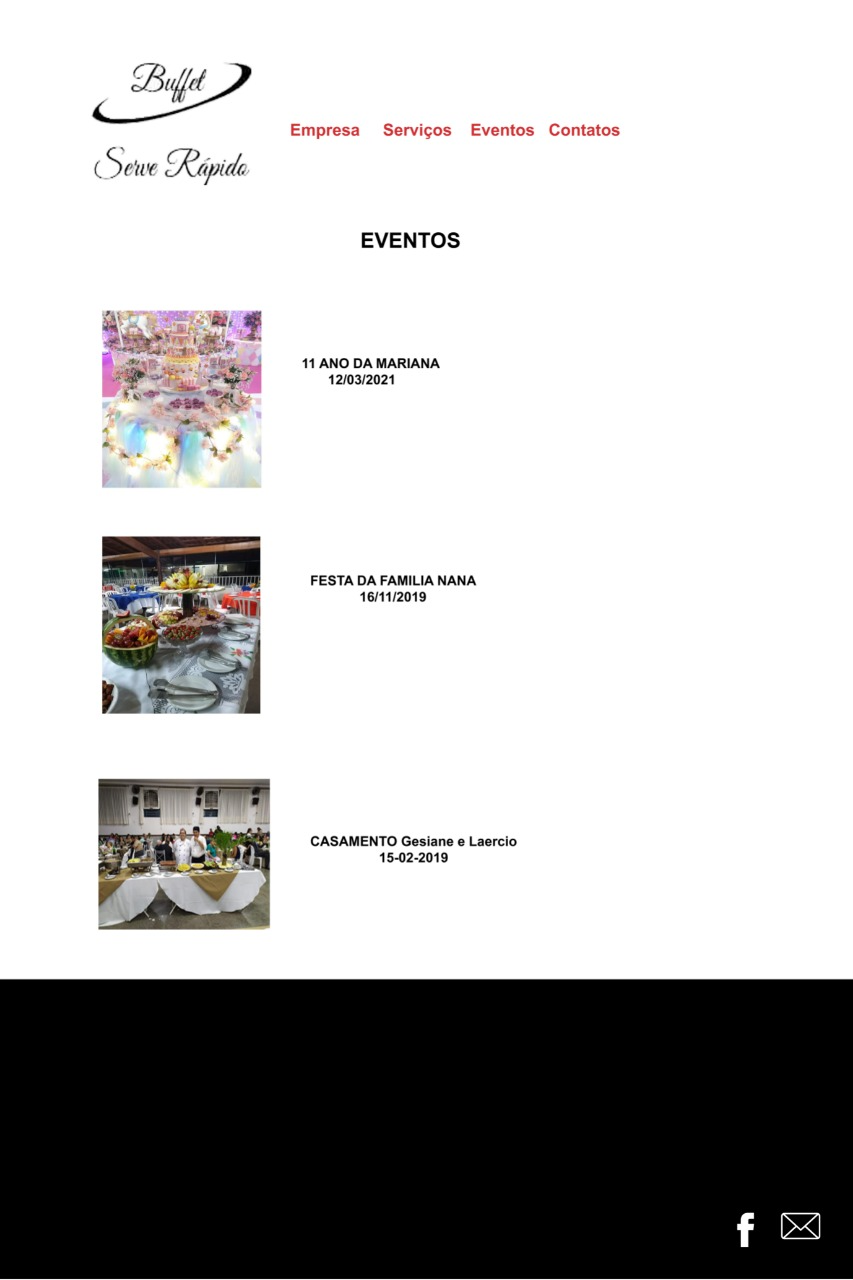 Buffet
Serve Rápido
Empresa Serviços Eventos Contatos
EVENTOS
11 ANO DA MARIANA
12/03/2021
FESTA DA FAMILIA NANA
16/11/2019
CASAMENTO Gesiane e Laercio
15-02-2019